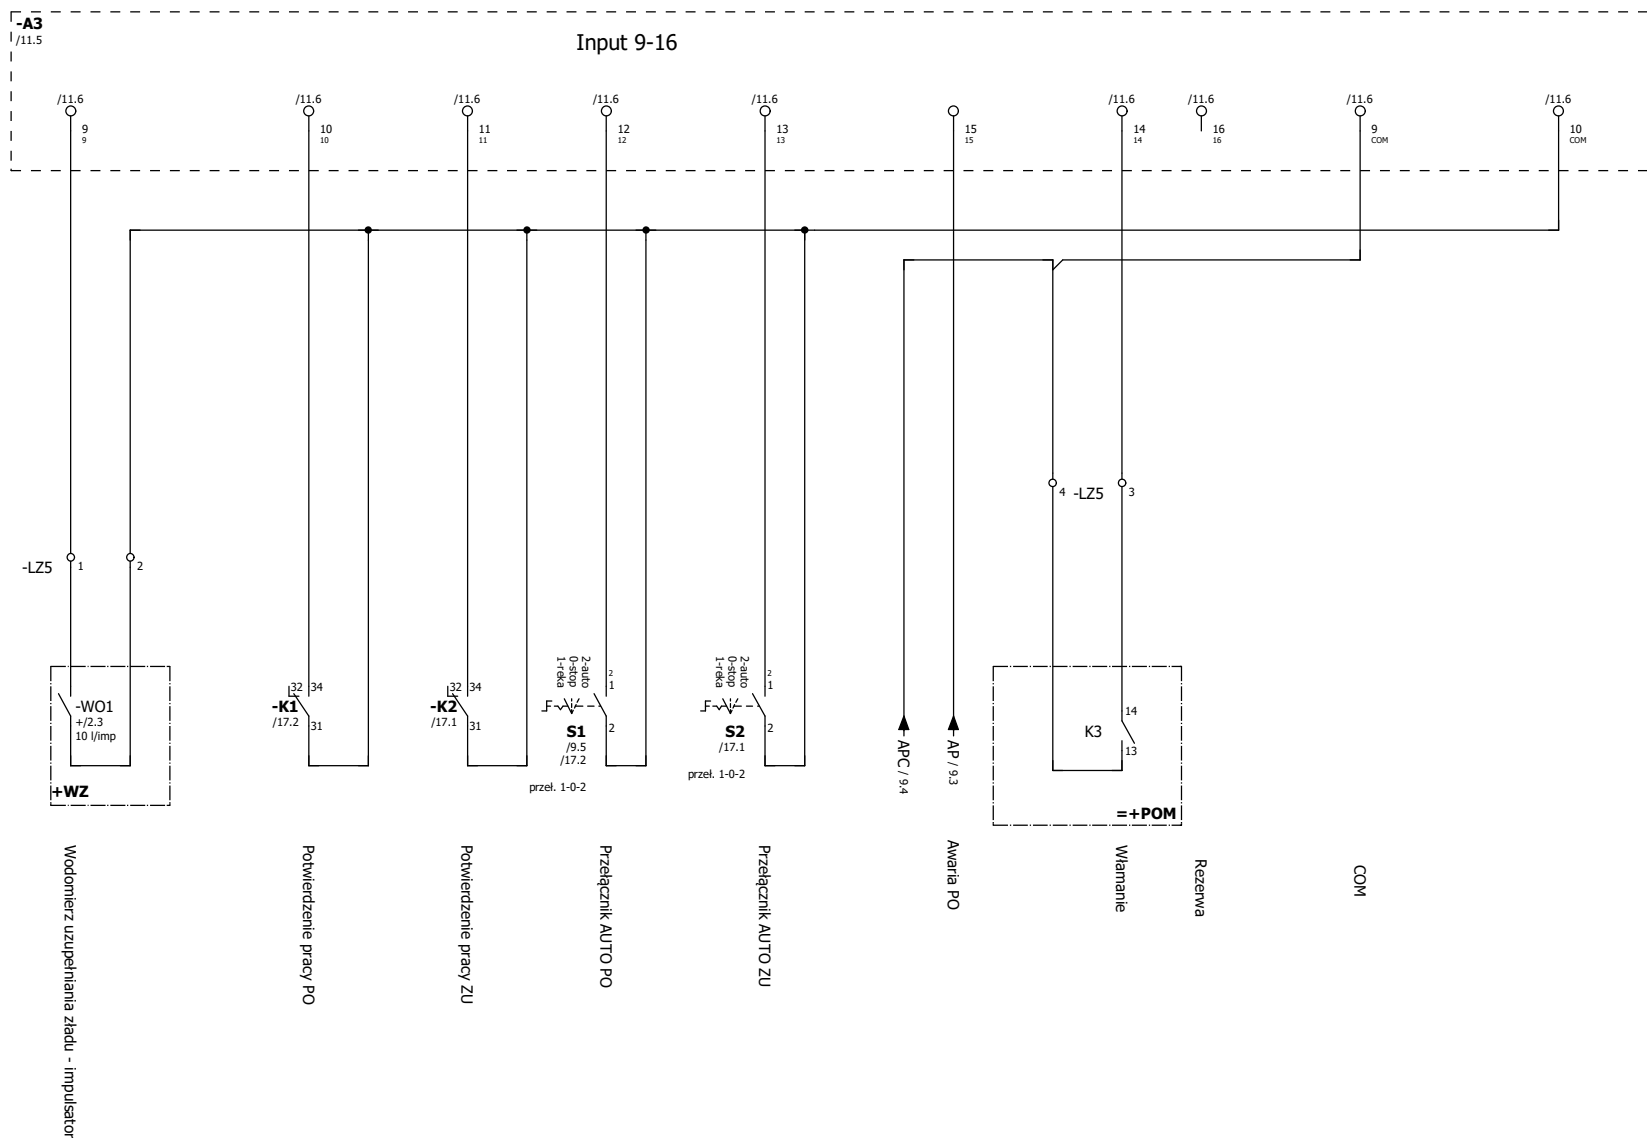 -A3
/11.5
Input 9-16
/11.6
/11.6
/11.6
/11.6
/11.6
/11.6
/11.6
/11.6
/11.6
9
9
10
10
11
11
12
12
13
13
15
15
14
14
16
16
9
COM
10
COM
4
-LZ5
3
-LZ5
1
2
-WO1
+/2.3
10 l/imp
+WZ
32
34
-K1
/17.2
31
32
34
-K2
/17.1
31
2-auto
0-stop
1-reka
2
1
2
S1
/9.5
/17.2
przeł. 1-0-2
2-auto
0-stop
1-reka
2
1
2
S2
/17.1
przeł. 1-0-2
APC / 9.4
AP / 9.3
14
K3
13
=+POM
Wodomierz uzupełniania zładu - impulsator
Potwierdzenie pracy PO
Potwierdzenie pracy ZU
Przełącznik AUTO PO
Przełącznik AUTO ZU
Awaria PO
Włamanie
Rezerwa
COM